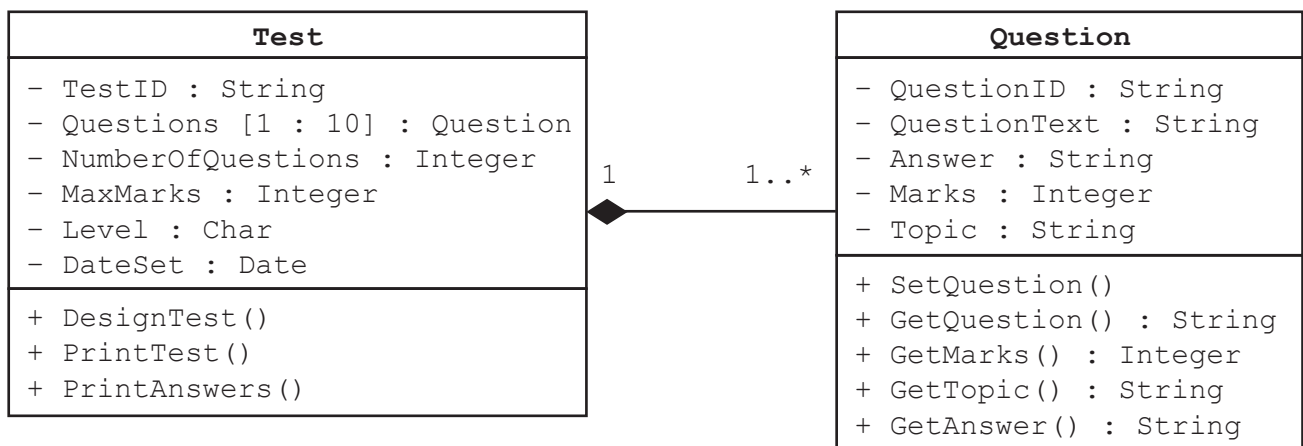 Test
- TestID : String
- Questions [1 : 10] : Question
- NumberOfQuestions : Integer
- MaxMarks : Integer
- Level : Char
- DateSet : Date
+ DesignTest()
+ PrintTest()
+ PrintAnswers()
1
1..*
Question
- QuestionID : String
- QuestionText : String
- Answer : String
- Marks : Integer
- Topic : String
+ SetQuestion()
+ GetQuestion() : String
+ GetMarks() : Integer
+ GetTopic() : String
+ GetAnswer() : String